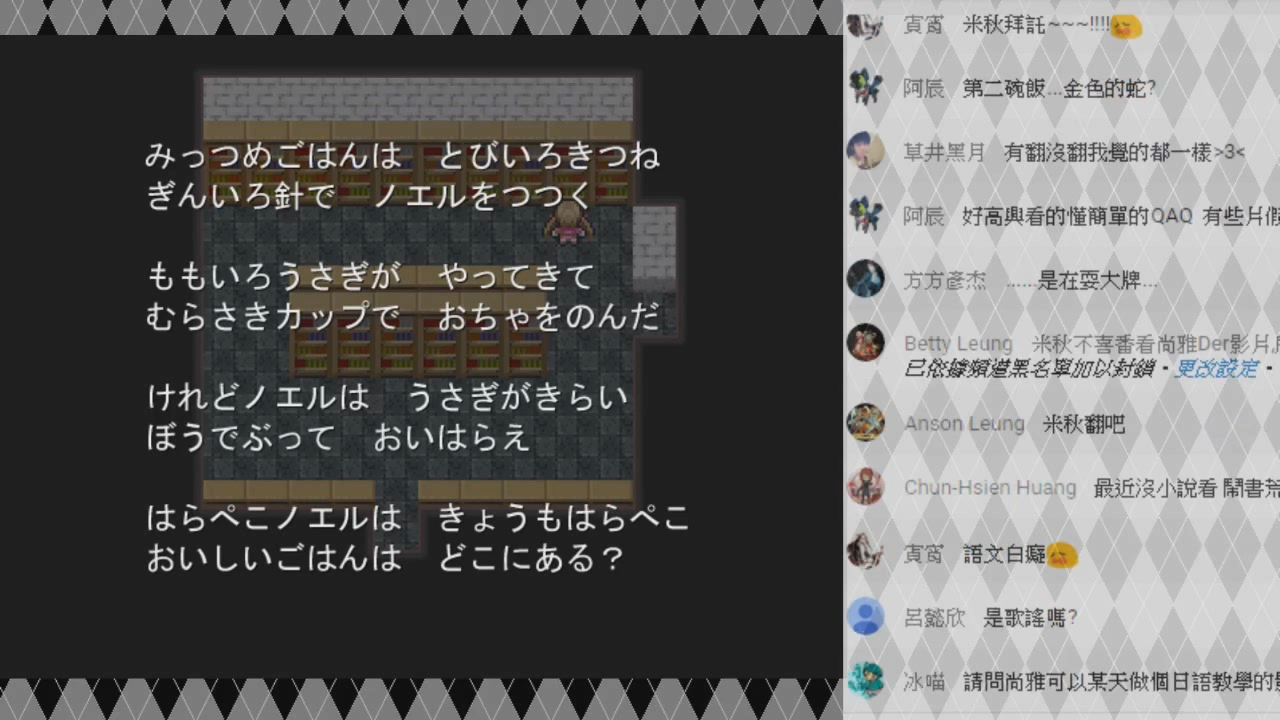 みっつめごはんは　とびいろきつね
ぎんいろ針で　ノエルをつつく
ももいろうさぎが　やってきて
むらさきカップで　おちゃをのんだ
けれどノエルは　うさぎがきらい
ぼうでぶって　おいはらえ
はらぺこノエルは　きょうもはらぺこ
おいしいごはんは　どこにある？
米秋拜託~~~!!!!
阿辰 第二碗飯...金色的蛇?
草井黑月 有翻沒翻我覺的都一樣>3<
阿辰 好高興看的懂簡單的QAQ 有些片假
方方彥杰 ......是在耍大牌...
Betty Leung 米秋不喜番看尚雅Der影片
已依據頻道黑名單加以封鎖・更改設定・
Anson Leung 米秋翻吧
Chun-Hsien Huang 最近沒小說看 鬧書荒
語文白癡
呂懿欣 是歌謠嗎?
冰喵 請問尚雅可以某天做個日語教學的